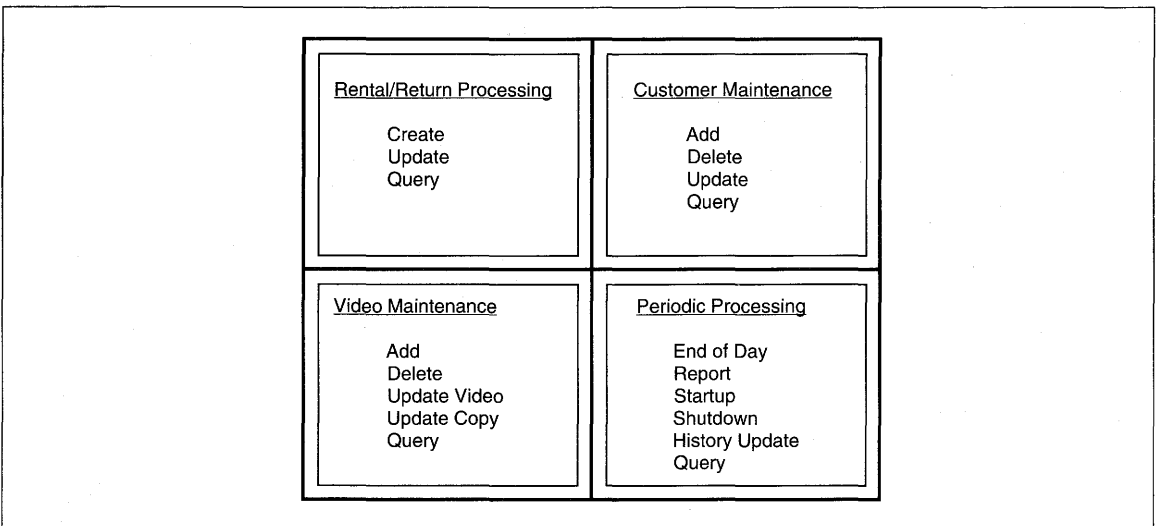 Rental/Return Processing
Create
Update
Query
Customer Maintenance
Add
Delete
Update
Query
Video Maintenance
Add
Delete
Update Video
Update Copy
Query
Periodic Processing
End of Day
Report
Startup
Shutdown
History Update
Query